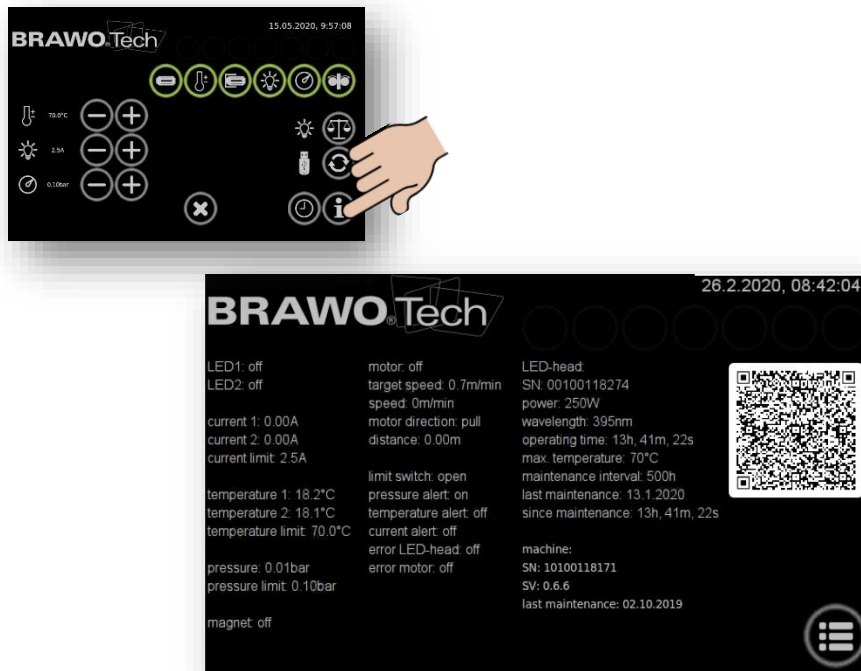 BRAWO Tech
15.05.2020, 9:57:08
70.0°C
2.5A
0.10bar
26.2.2020, 08:42:04
BRAWO® Tech
LED1: off
LED2: off
current 1: 0.00A
current 2: 0.00A
current limit: 2.5A
temperature 1: 18.2°C
temperature 2: 18.1°C
temperature limit: 70.0°C
pressure: 0.01bar
pressure limit: 0.10bar
magnet: off
motor: off
target speed: 0.7m/min
speed: 0m/min
motor direction: pull
distance: 0.00m
limit switch: open
pressure alert: on
temperature alert: off
current alert: off
error LED-head: off
error motor: off
LED-head:
SN: 00100118274
power: 250W
wavelength: 395nm
operating time: 13h, 41m, 22s
max. temperature: 70°C
maintenance interval: 500h
last maintenance: 13.1.2020
since maintenance: 13h, 41m, 22s
machine:
SN: 10100118171
SV: 0.6.6
last maintenance: 02.10.2019